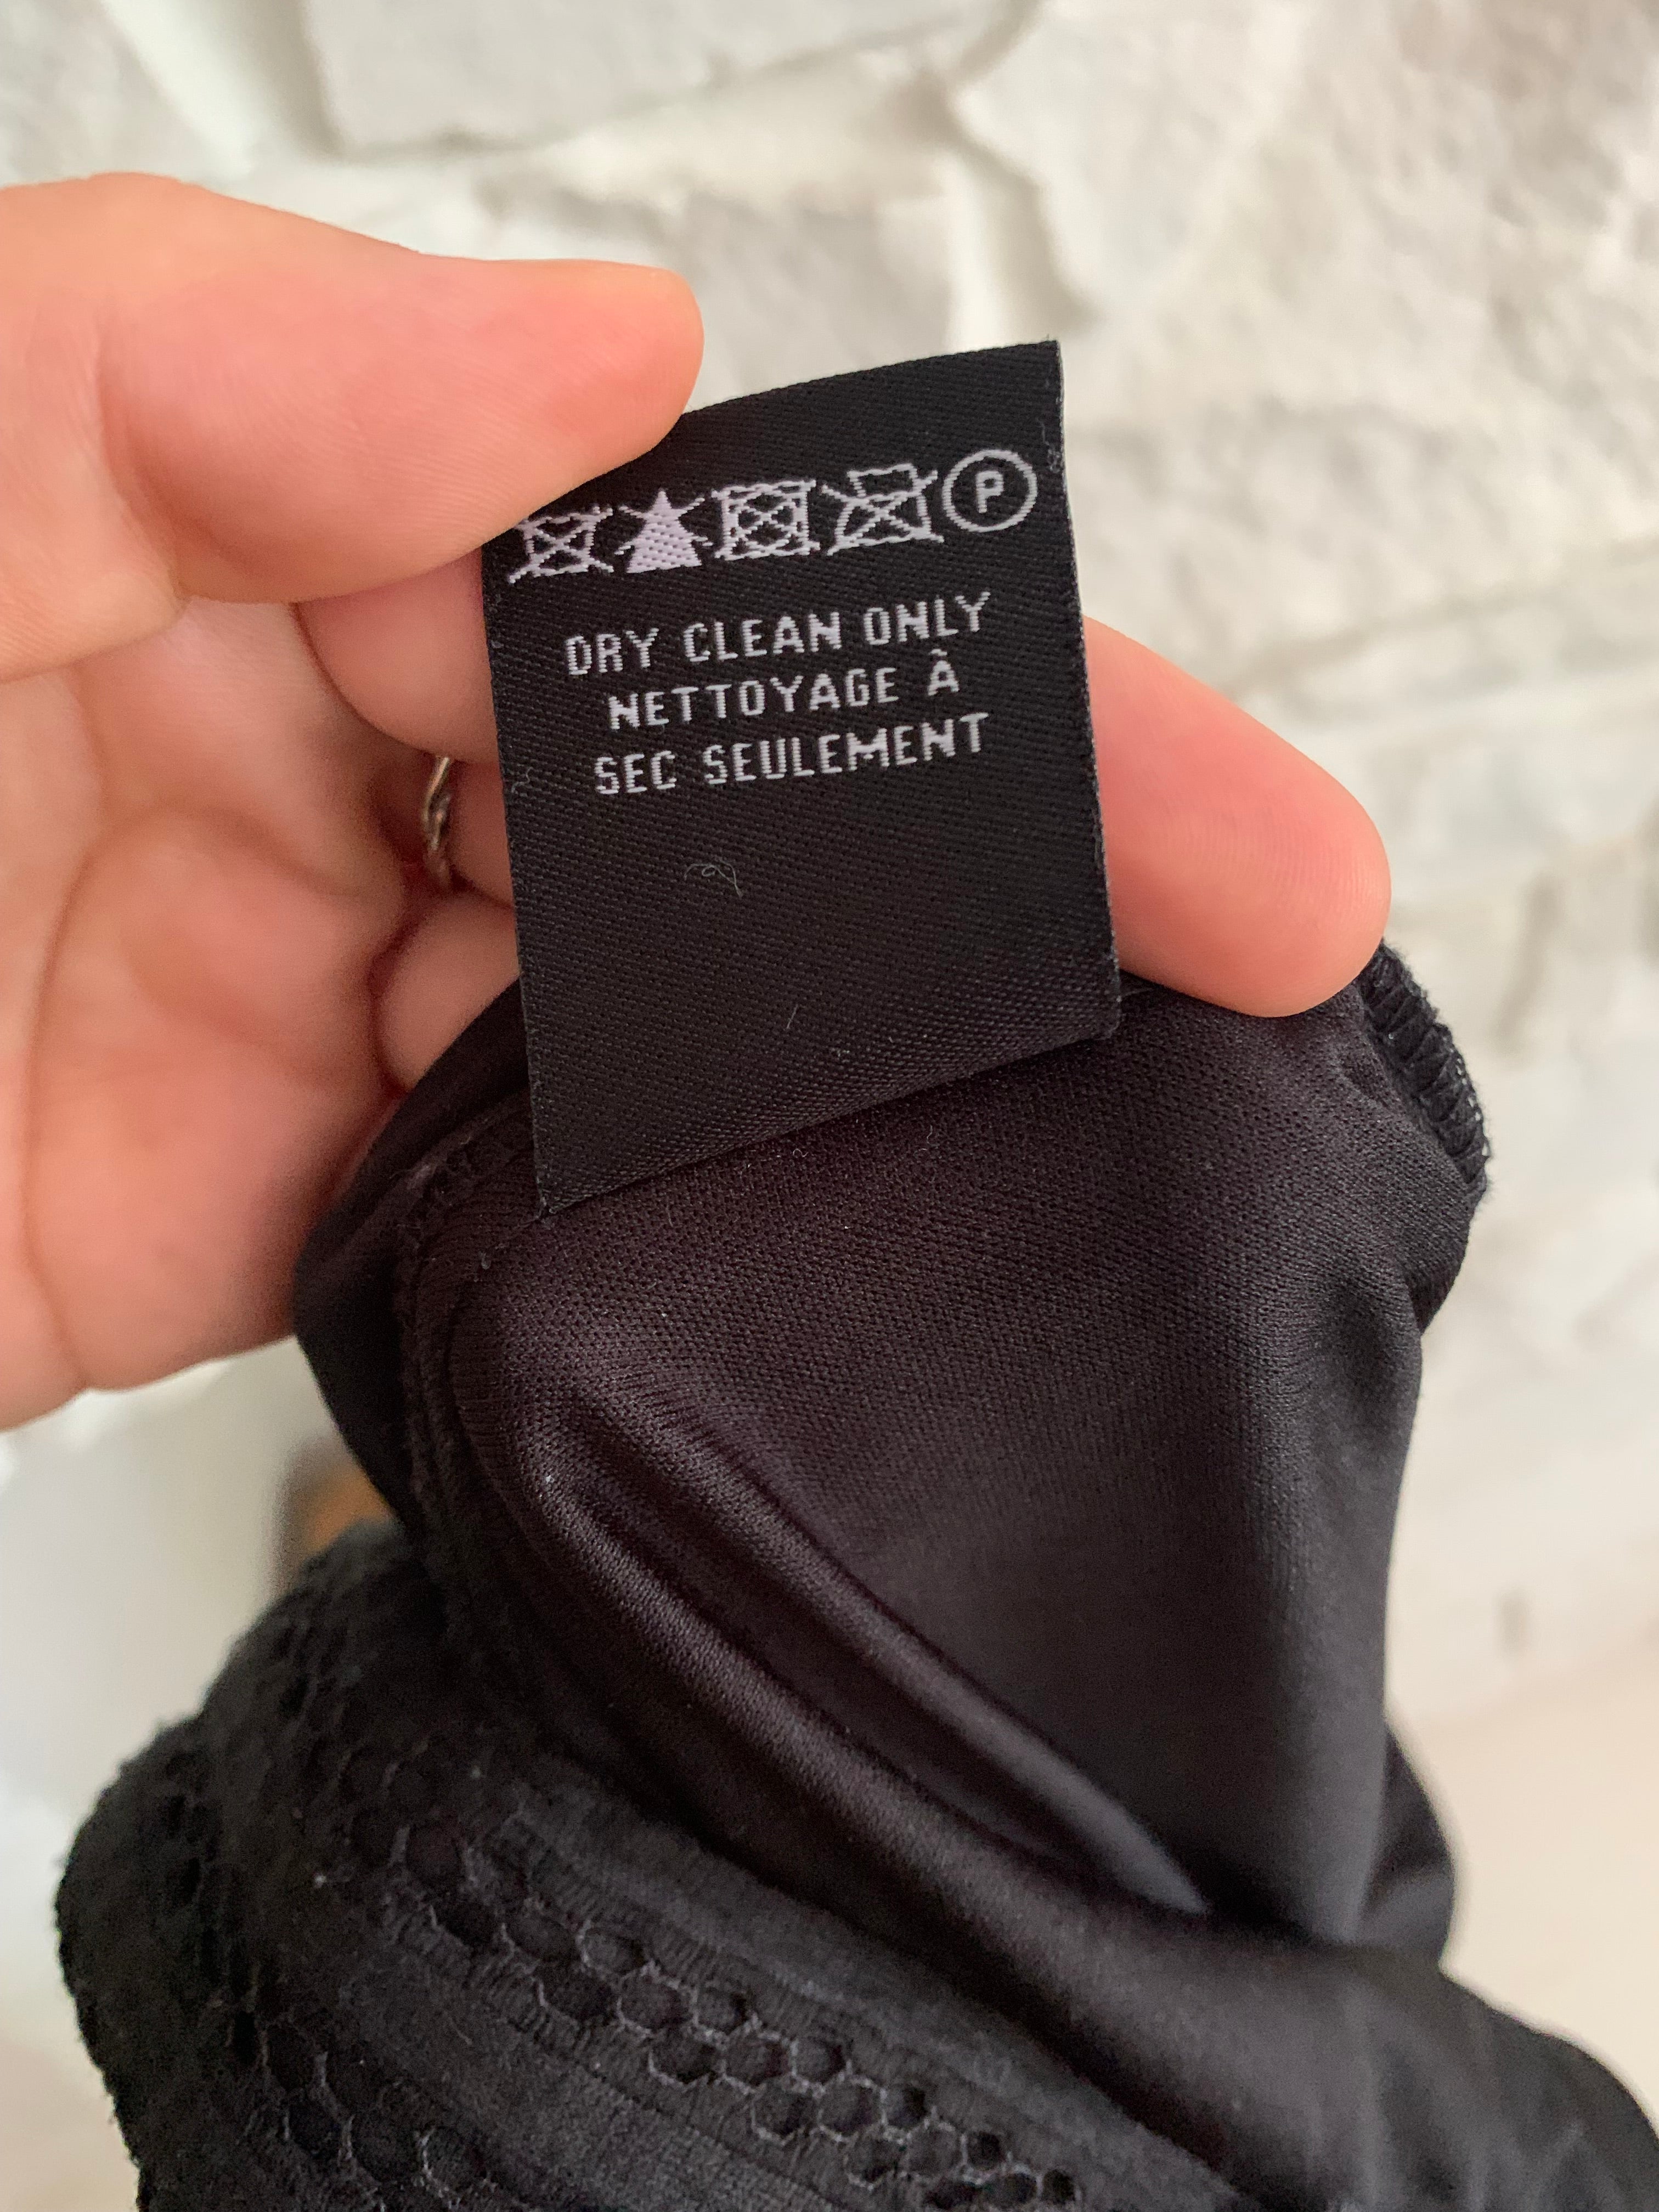 P
DRY CLEAN ONLY
NETTOYAGE À
SEC SEULEMENT